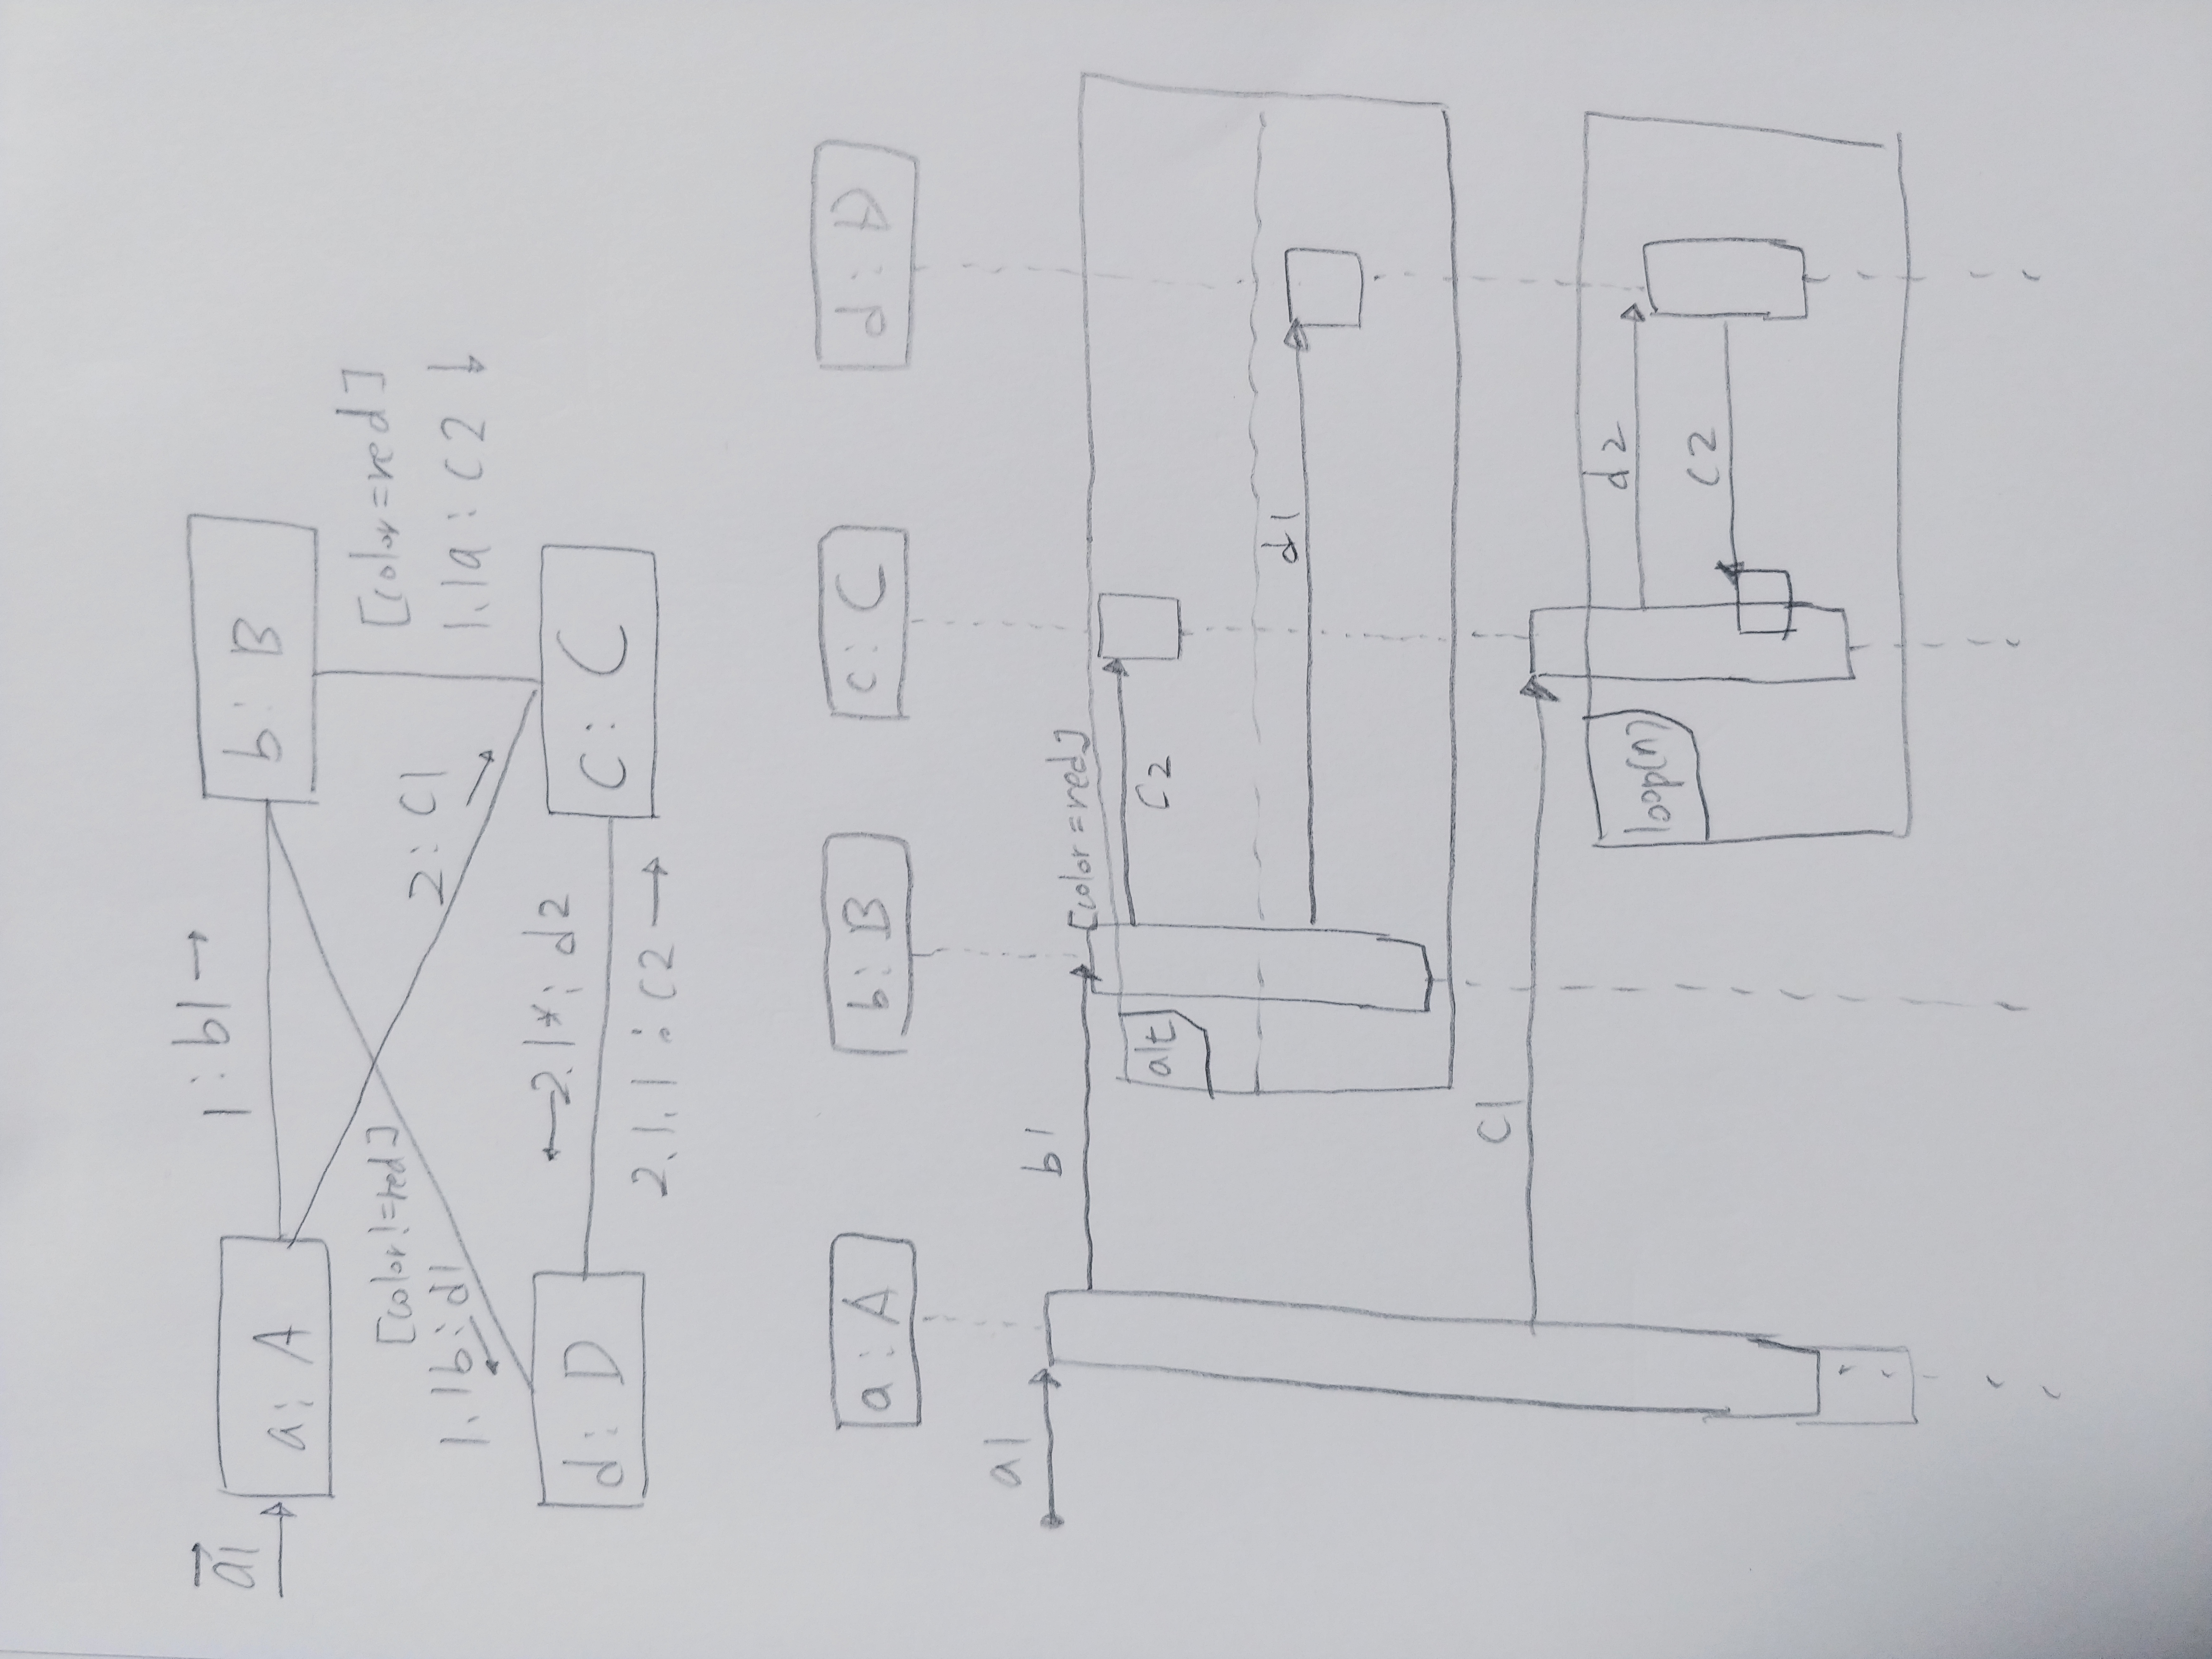 a1
1 : b1 →
a : A
b : B
[color!=red]
[color=red]
1.1b : d1
2 : C1
1.1a : C2 ↓
← 2.1* : d2
d : D
C : C
2.1.1 : C2 →
a : A
b : B
c : C
d : D
a1
b1
[color=red]
alt
C2
d1
C1
d2
loop(n)
C2